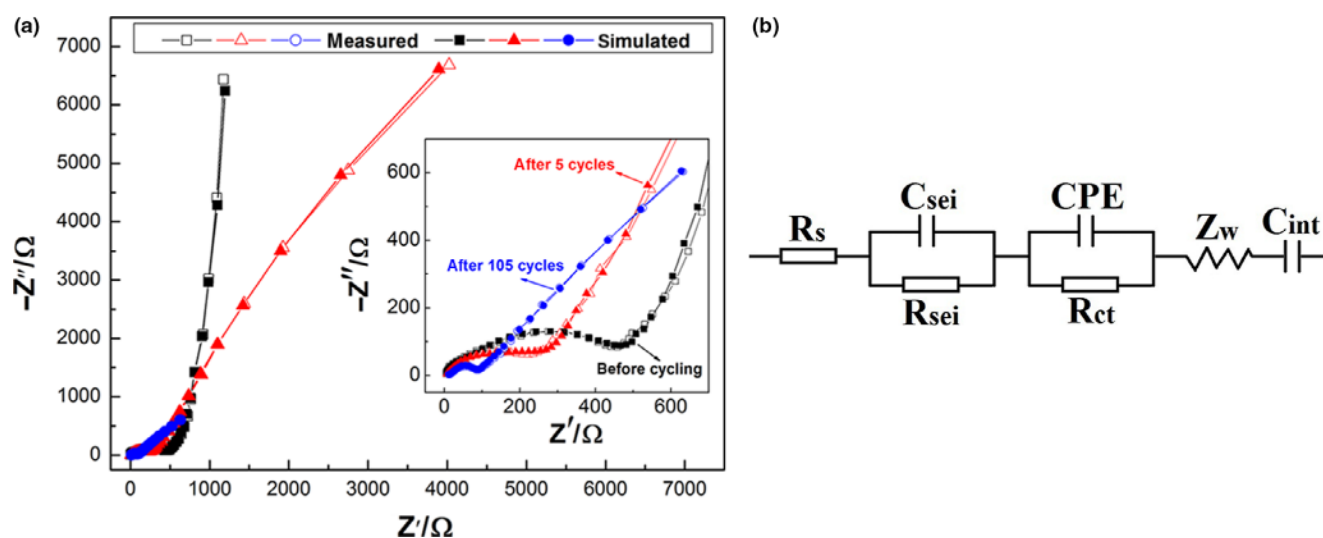 (a)
Measured Simulated
7000
6000
5000
4000
3000
2000
1000
0
−Z″/Ω
0 1000 2000 3000 4000 5000 6000 7000
Z′/Ω
600
400
200
0
−Z″/Ω
After 5 cycles
After 105 cycles
Before cycling
0 200 400 600
Z′/Ω
(b)
Rs
Csei
Rsei
CPE
Rct
Zw
Cint